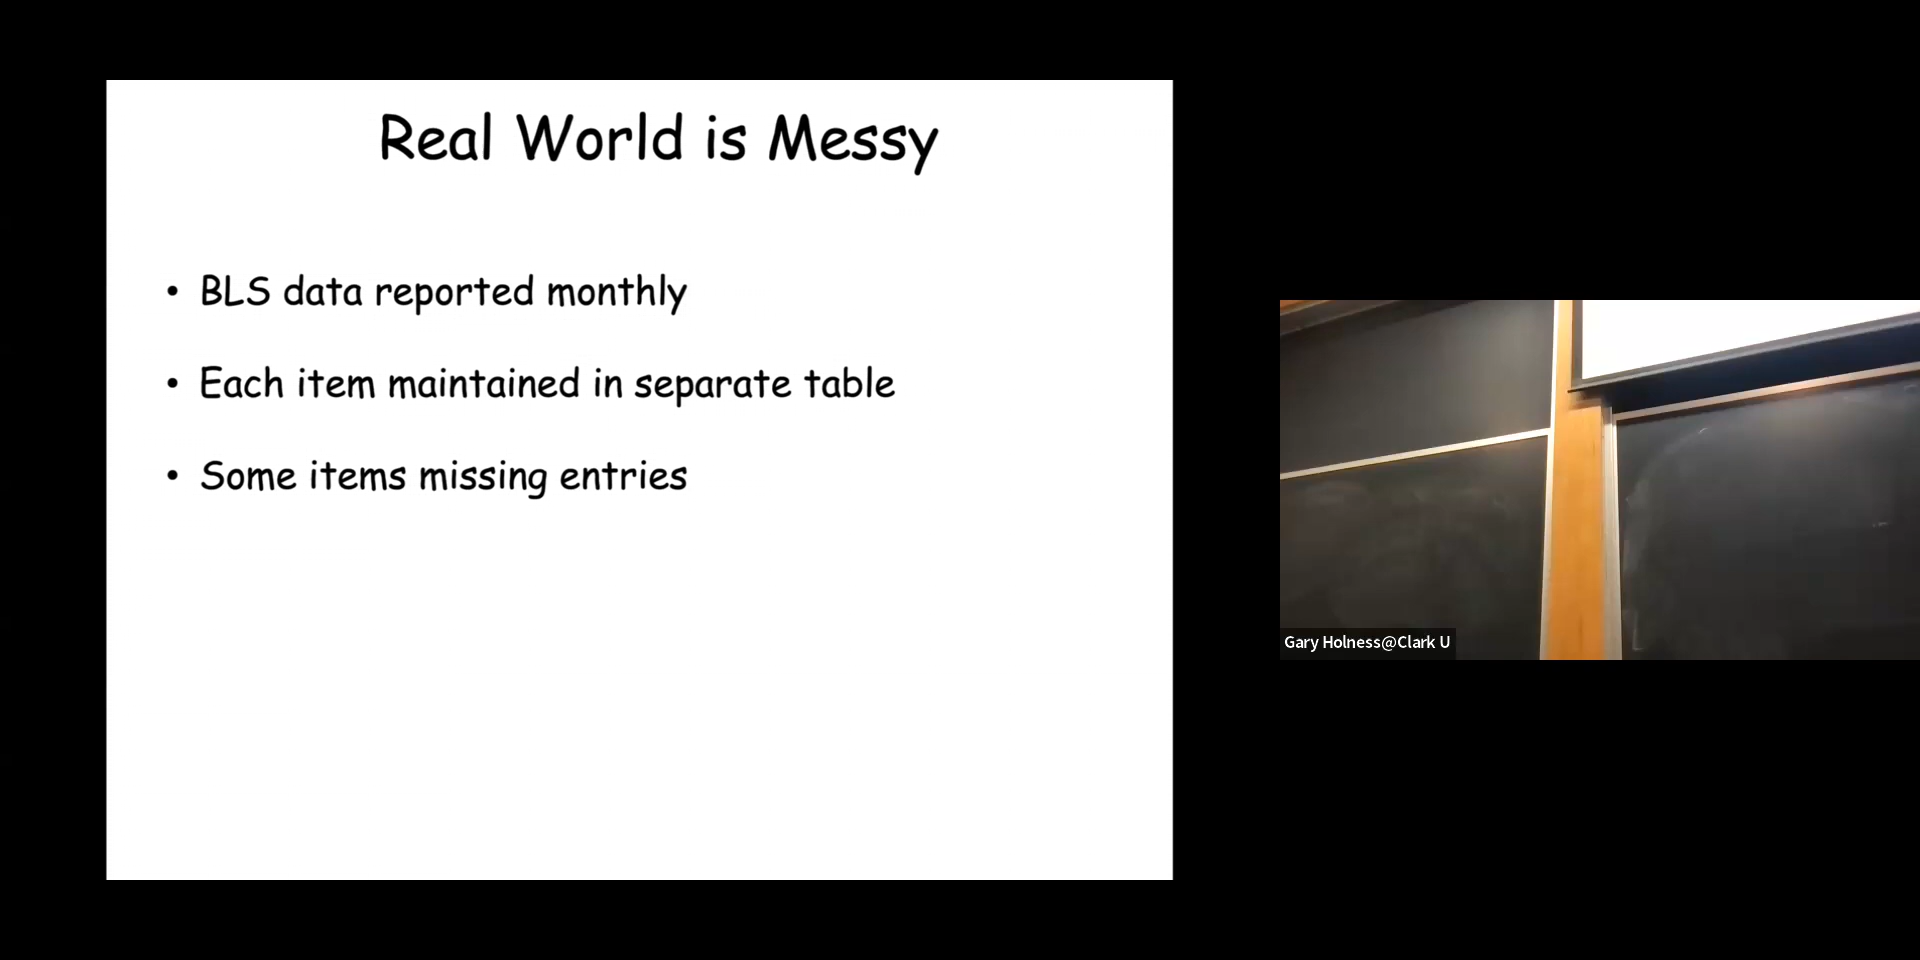 Real World is Messy
• BLS data reported monthly
• Each item maintained in separate table
• Some items missing entries
Gary Holness@Clark U